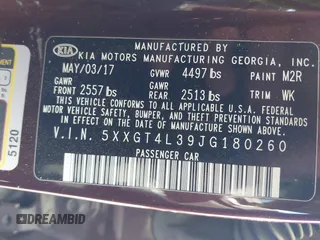 MANUFACTURED BY
KIA KIA MOTORS MANUFACTURING GEORGIA, INC.
MAY/03/17 GVWR 4497 lbs PAINT M2R
GAWR GAWR
FRONT 2557 lbs REAR 2513 lbs TRIM WK
THIS VEHICLE CONFORMS TO ALL APPLICABLE FEDERAL
MOTOR VEHICLE SAFETY, BUMPER, AND THEFT PREVENTION
STANDARDS IN EFFECT ON THE DATE OF MANUFACTURE SHOWN ABOVE.
V.I.N. 5XXGT4L39JG180260
PASSENGER CAR
5120
DREAMBID